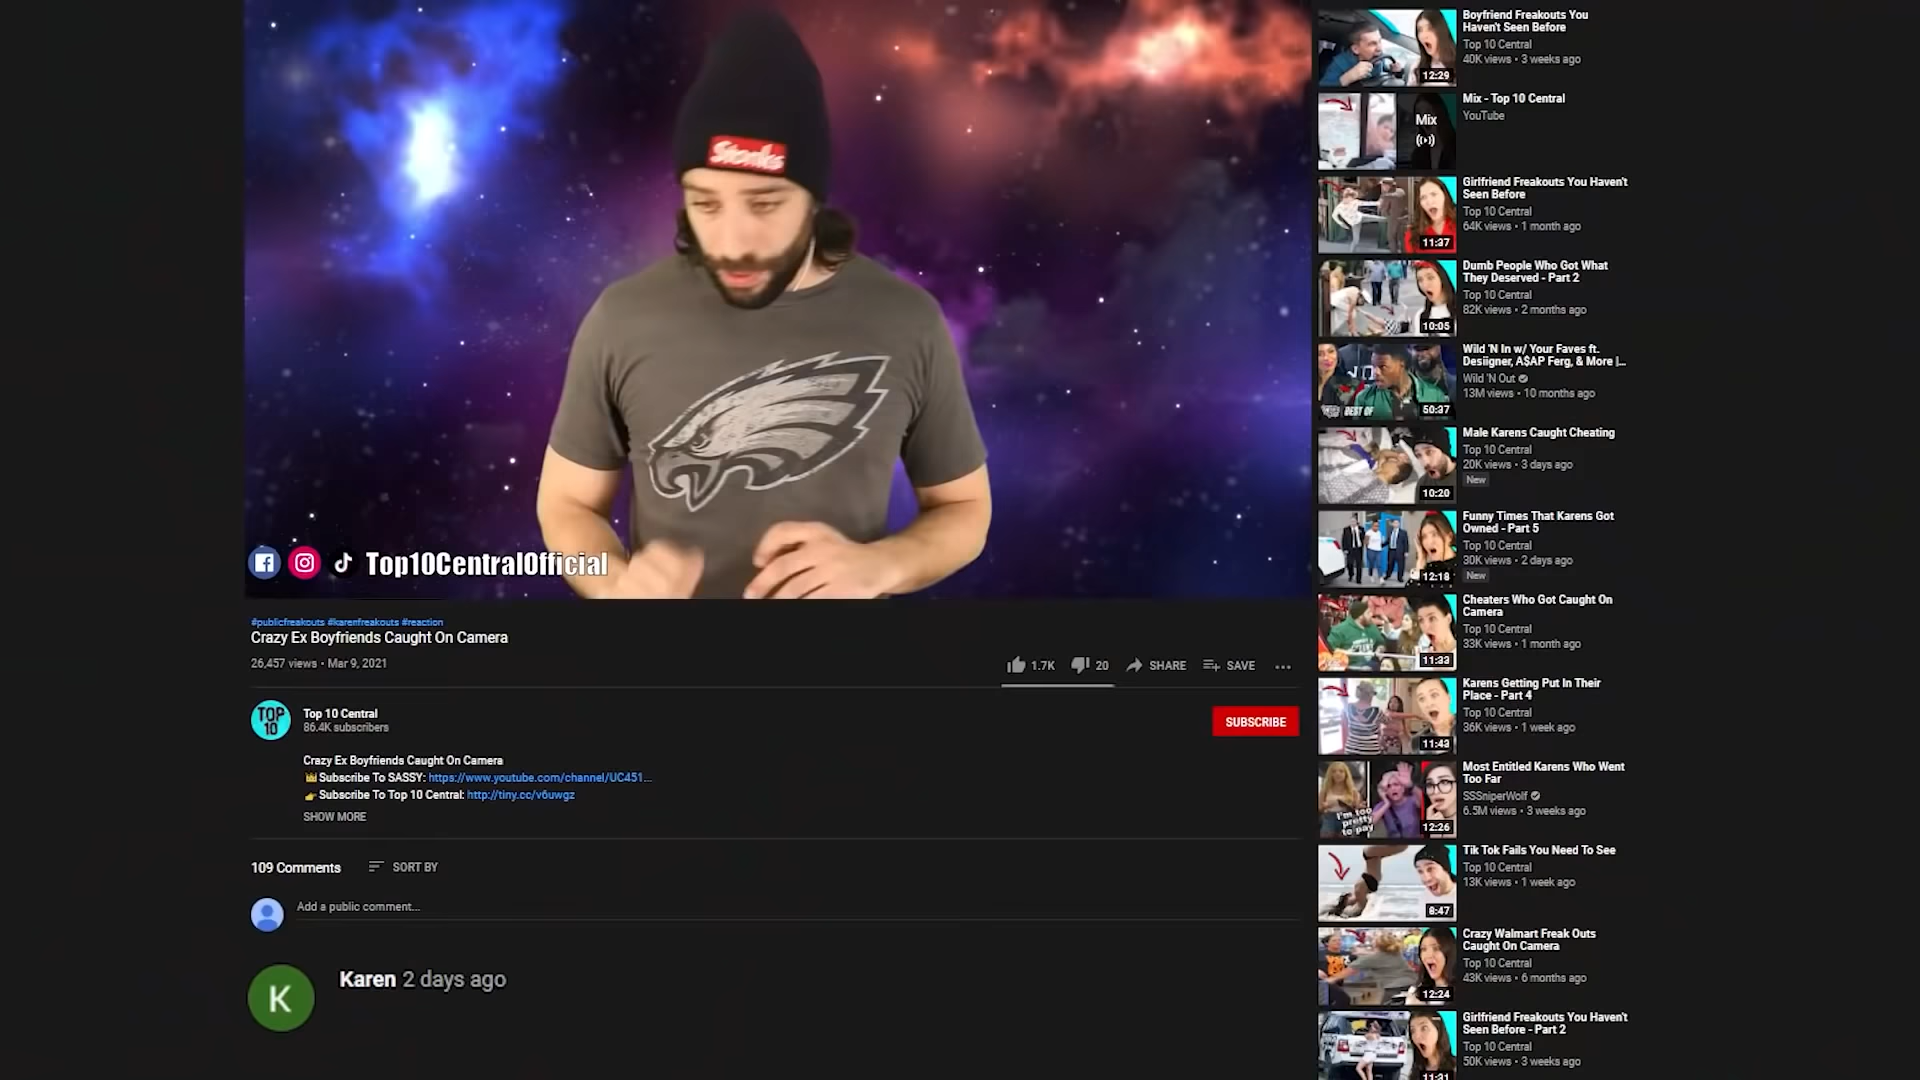 Stonks
Top10CentralOfficial
#publicfreakouts #karenfreakouts #reaction
Crazy Ex Boyfriends Caught On Camera
26,457 views • Mar 9, 2021
1.7K
20
SHARE
SAVE
TOP
10
Top 10 Central
86.4K subscribers
SUBSCRIBE
Crazy Ex Boyfriends Caught On Camera
Subscribe To SASSY: https://www.youtube.com/channel/UC451...
Subscribe To Top 10 Central: http://tiny.cc/v6uwgz
SHOW MORE
109 Comments
SORT BY
Add a public comment...
K
Karen 2 days ago
Boyfriend Freakouts You
Haven't Seen Before
Top 10 Central
40K views • 3 weeks ago
12:29
Mix - Top 10 Central
YouTube
Mix
Girlfriend Freakouts You Haven't
Seen Before
Top 10 Central
64K views • 1 month ago
11:37
Dumb People Who Got What
They Deserved - Part 2
Top 10 Central
82K views • 2 months ago
10:05
Wild 'N In w/ Your Faves ft.
Desiigner, A$AP Ferg, & More |...
Wild 'N Out
13M views • 10 months ago
BEST OF
50:37
Male Karens Caught Cheating
Top 10 Central
20K views • 3 days ago
New
10:20
Funny Times That Karens Got
Owned - Part 5
Top 10 Central
30K views • 2 days ago
New
12:18
Cheaters Who Got Caught On
Camera
Top 10 Central
33K views • 1 month ago
11:33
Karens Getting Put In Their
Place - Part 4
Top 10 Central
36K views • 1 week ago
11:43
Most Entitled Karens Who Went
Too Far
SSSniperWolf
6.5M views • 3 weeks ago
I'm too
pretty
to pay
12:26
Tik Tok Fails You Need To See
Top 10 Central
13K views • 1 week ago
8:47
Crazy Walmart Freak Outs
Caught On Camera
Top 10 Central
43K views • 6 months ago
12:24
Girlfriend Freakouts You Haven't
Seen Before - Part 2
Top 10 Central
50K views • 3 weeks ago
11:31